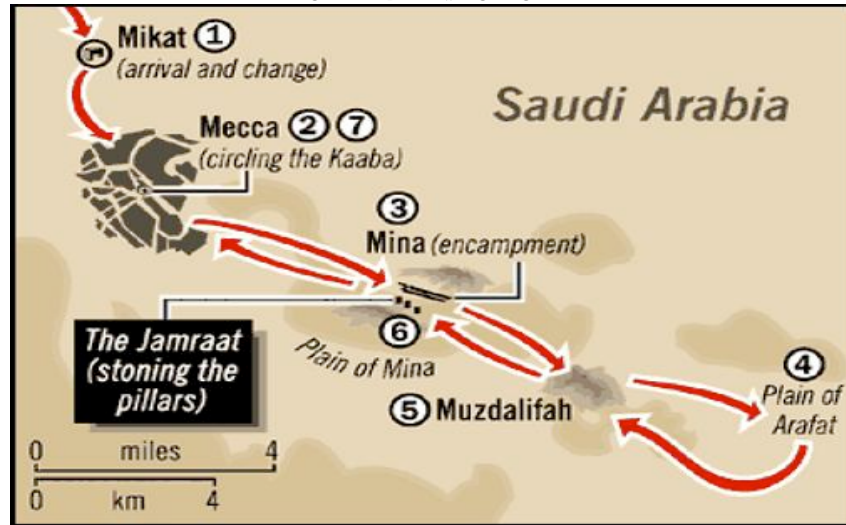 Mikat 1
(arrival and change)
Saudi Arabia
Mecca 2 7
(circling the Kaaba)
3
Mina (encampment)
The Jamraat
(stoning the
pillars)
6
Plain of Mina
4
Plain of
Arafat
5 Muzdalifah
0 miles 4
0 km 4